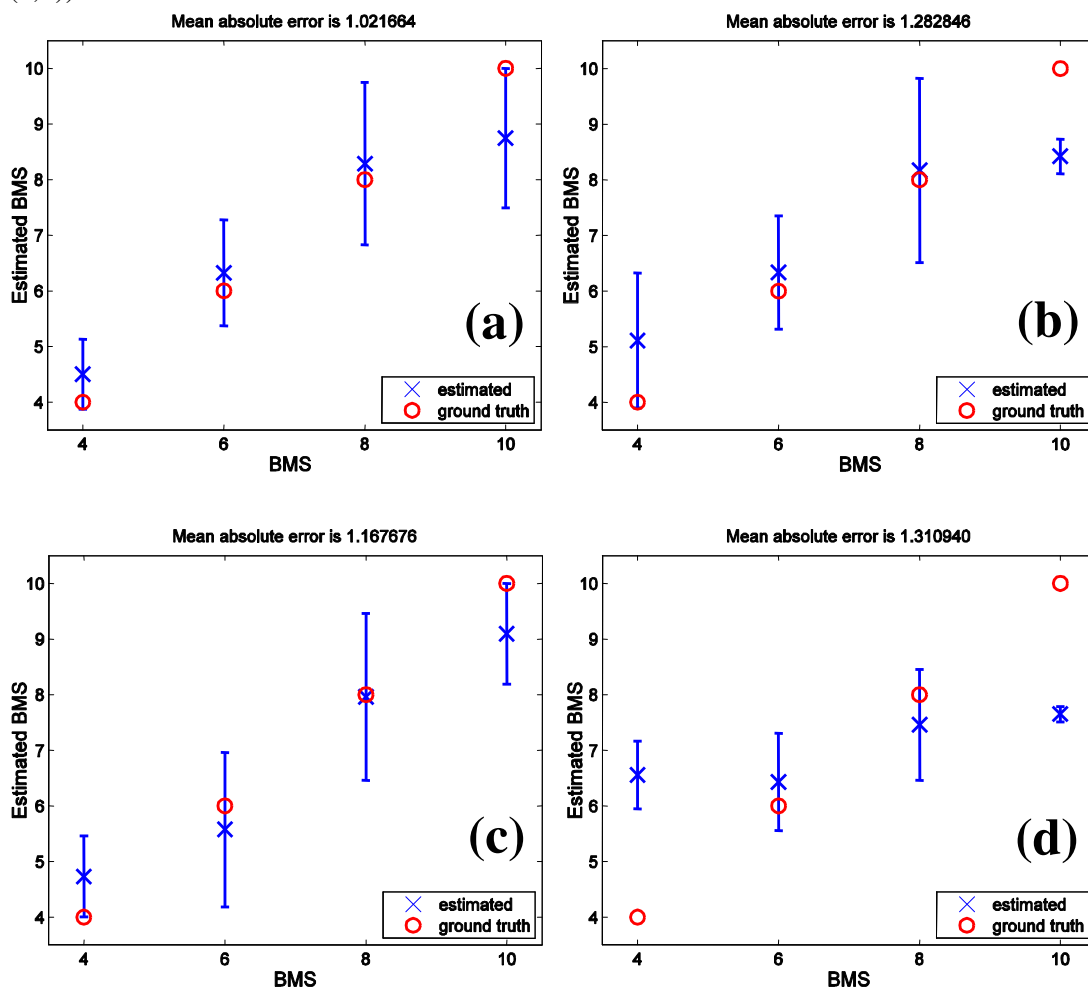 Mean absolute error is 1.021664
10
9
8
7
6
5
4
Estimated BMS
(a)
estimated
ground truth
4 6 8 10
BMS
Mean absolute error is 1.282846
10
9
8
7
6
5
4
Estimated BMS
(b)
estimated
ground truth
4 6 8 10
BMS
Mean absolute error is 1.167676
10
9
8
7
6
5
4
Estimated BMS
(c)
estimated
ground truth
4 6 8 10
BMS
Mean absolute error is 1.310940
10
9
8
7
6
5
4
Estimated BMS
(d)
estimated
ground truth
4 6 8 10
BMS